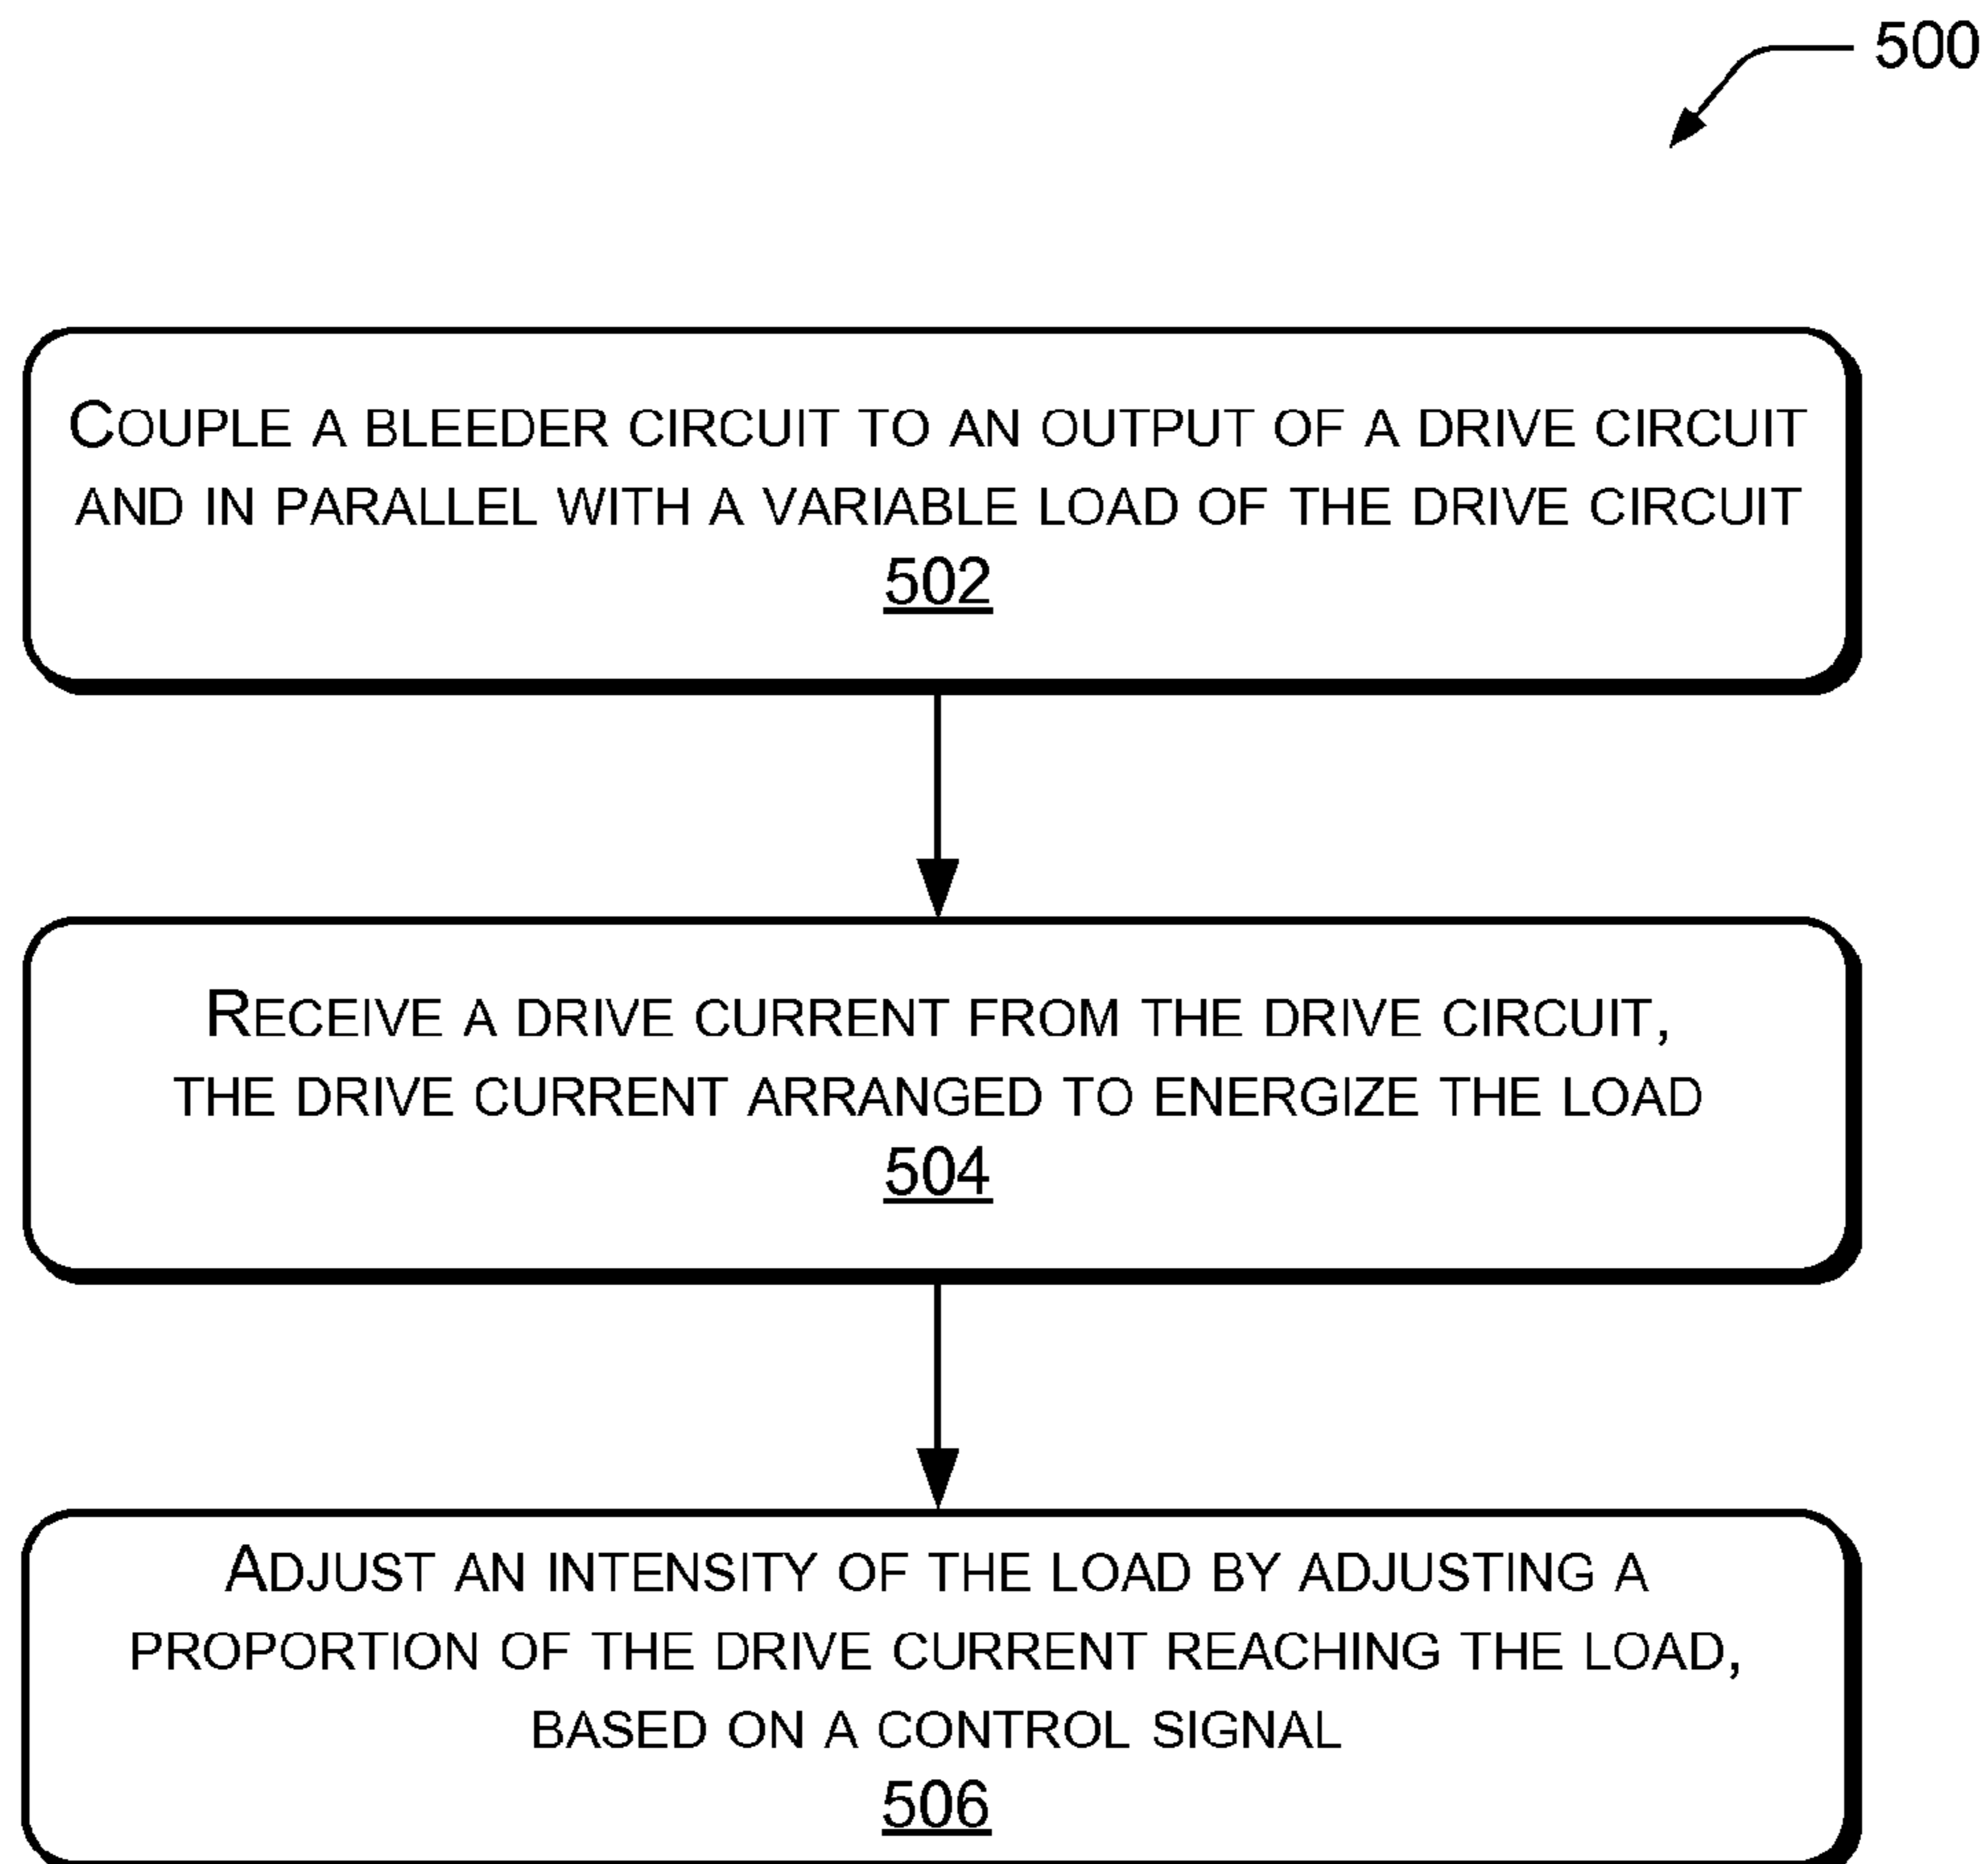 500
COUPLE A BLEEDER CIRCUIT TO AN OUTPUT OF A DRIVE CIRCUIT
AND IN PARALLEL WITH A VARIABLE LOAD OF THE DRIVE CIRCUIT
502
RECEIVE A DRIVE CURRENT FROM THE DRIVE CIRCUIT,
THE DRIVE CURRENT ARRANGED TO ENERGIZE THE LOAD
504
ADJUST AN INTENSITY OF THE LOAD BY ADJUSTING A
PROPORTION OF THE DRIVE CURRENT REACHING THE LOAD,
BASED ON A CONTROL SIGNAL
506